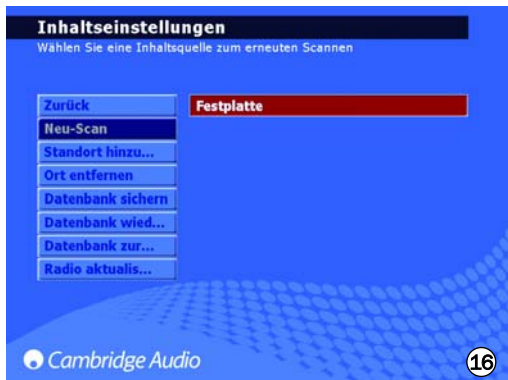 Inhaltseinstellungen
Wählen Sie eine Inhaltsquelle zum erneuten Scannen
Zurück
Festplatte
Neu-Scan
Standort hinzu...
Ort entfernen
Datenbank sichern
Datenbank wied...
Datenbank zur...
Radio aktualis...
Cambridge Audio
16